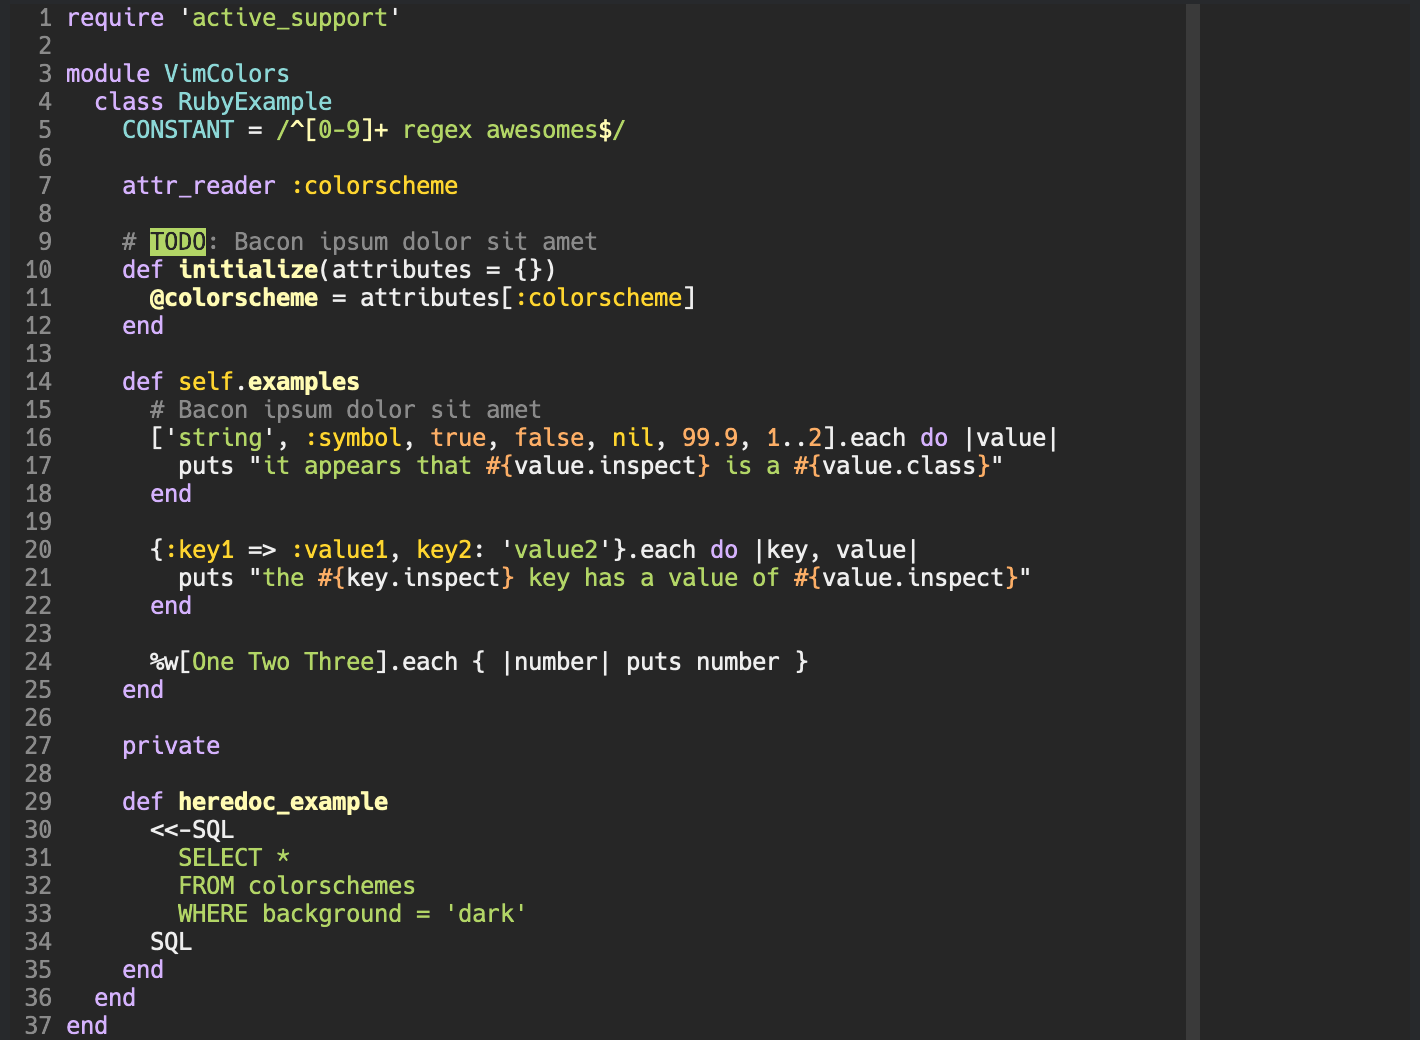 1 require 'active_support'
2
3 module VimColors
4   class RubyExample
5     CONSTANT = /^[0-9]+ regex awesomes$/
6
7     attr_reader :colorscheme
8
9     # TODO: Bacon ipsum dolor sit amet
10     def initialize(attributes = {})
11       @colorscheme = attributes[:colorscheme]
12     end
13
14     def self.examples
15       # Bacon ipsum dolor sit amet
16       ['string', :symbol, true, false, nil, 99.9, 1..2].each do |value|
17         puts "it appears that #{value.inspect} is a #{value.class}"
18       end
19
20       {:key1 => :value1, key2: 'value2'}.each do |key, value|
21         puts "the #{key.inspect} key has a value of #{value.inspect}"
22       end
23
24       %w[One Two Three].each { |number| puts number }
25     end
26
27     private
28
29     def heredoc_example
30       <<-SQL
31         SELECT *
32         FROM colorschemes
33         WHERE background = 'dark'
34       SQL
35     end
36   end
37 end